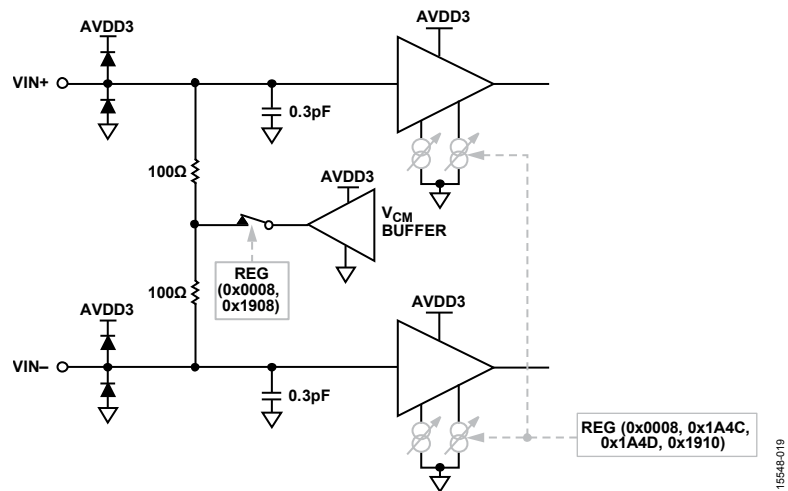 AVDD3
AVDD3
VIN+
0.3pF
100Ω
AVDD3
VCM
BUFFER
REG
(0x0008,
0x1908)
100Ω
AVDD3
AVDD3
VIN–
0.3pF
REG (0x0008, 0x1A4C,
0x1A4D, 0x1910)
15548-019